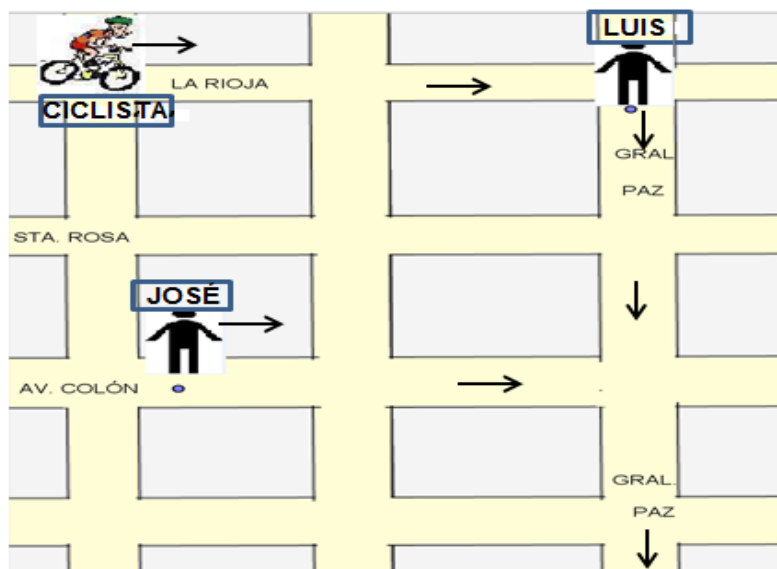 LUIS
LA RIOJA
CICLISTA
GRAL
PAZ
STA. ROSA
JOSÉ
AV. COLÓN
GRAL.
PAZ